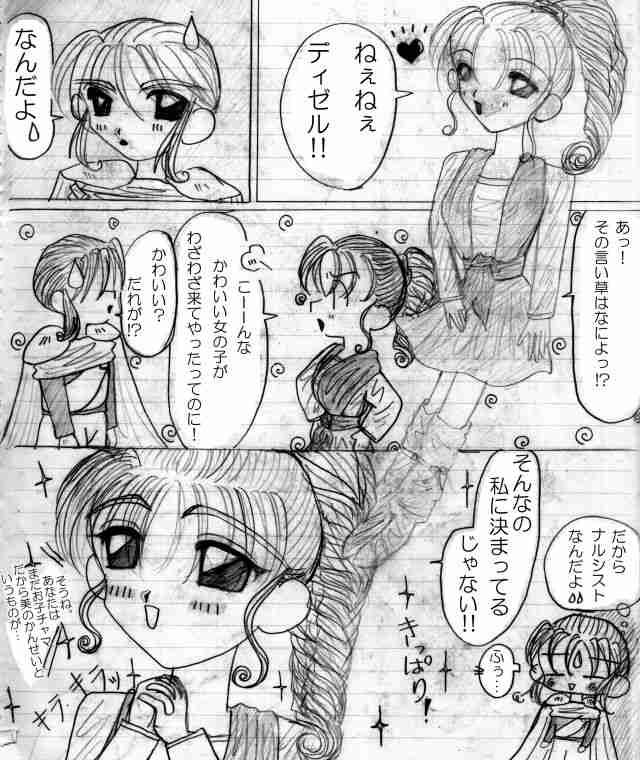 ねぇねぇ
ディゼル!!
なんだよ
あっ!
その言い草はなによっ!?
こーーんな
かわいい女の子が
わざわざ来てやったってのに!
かわいい?
だれが!?
そんなの
私に決まってる
じゃない!!
きっぱり!
キラッ
キラッ
そうね、
あなたは
まだお子チャマ
だから美のかんせいと
いうものが…
だから
ナルシスト
なんだよ
ふぅ…